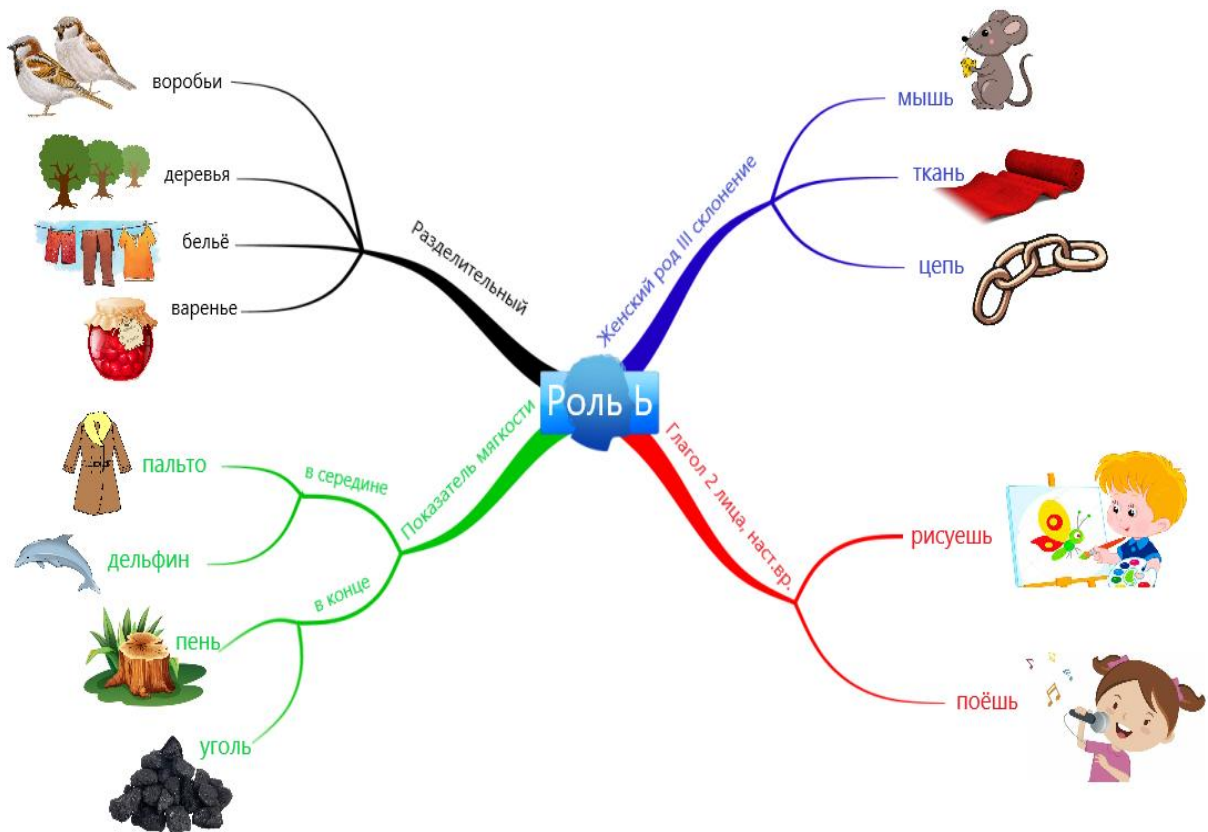 Роль Ь
Разделительный
воробьи
деревья
бельё
варенье
Показатель мягкости
в середине
пальто
дельфин
в конце
пень
уголь
Женский род III склонение
мышь
ткань
цепь
Глагол 2 лица, наст.вр.
рисуешь
поёшь